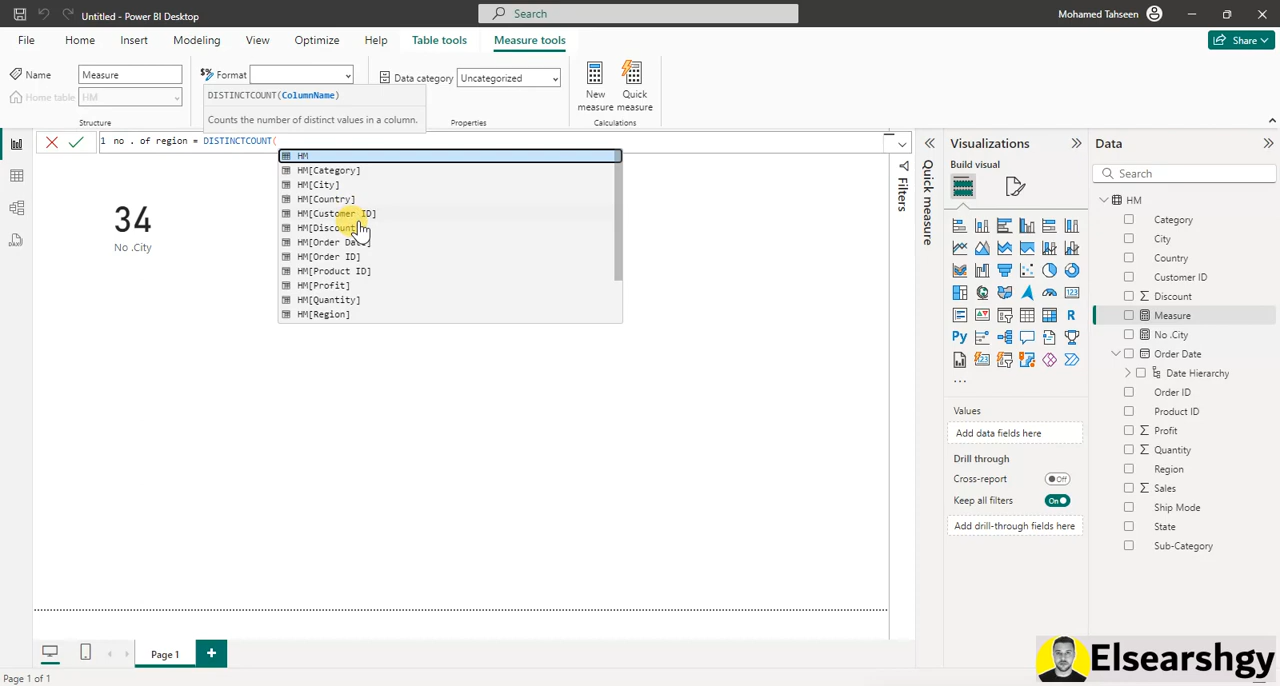 Untitled - Power BI Desktop
Search
Mohamed Tahseen
File
Home
Insert
Modeling
View
Optimize
Help
Table tools
Measure tools
Share
Name
Measure
Home table
HM
Structure
Format
DISTINCTCOUNT(ColumnName)
Counts the number of distinct values in a column.
Data category
Uncategorized
Properties
New
measure
Quick
measure
Calculations
1 no . of region = DISTINCTCOUNT(
HM
HM[Category]
HM[City]
HM[Country]
HM[Customer ID]
HM[Discount]
HM[Order Date]
HM[Order ID]
HM[Product ID]
HM[Profit]
HM[Quantity]
HM[Region]
34
No .City
Filters
Quick measure
Visualizations
Build visual
123
R
Py
Values
Add data fields here
Drill through
Cross-report
Off
Keep all filters
On
Add drill-through fields here
Data
Search
HM
Category
City
Country
Customer ID
Discount
Measure
No .City
Order Date
Date Hierarchy
Order ID
Product ID
Profit
Quantity
Region
Sales
Ship Mode
State
Sub-Category
Page 1
Page 1 of 1
Elsearshgy